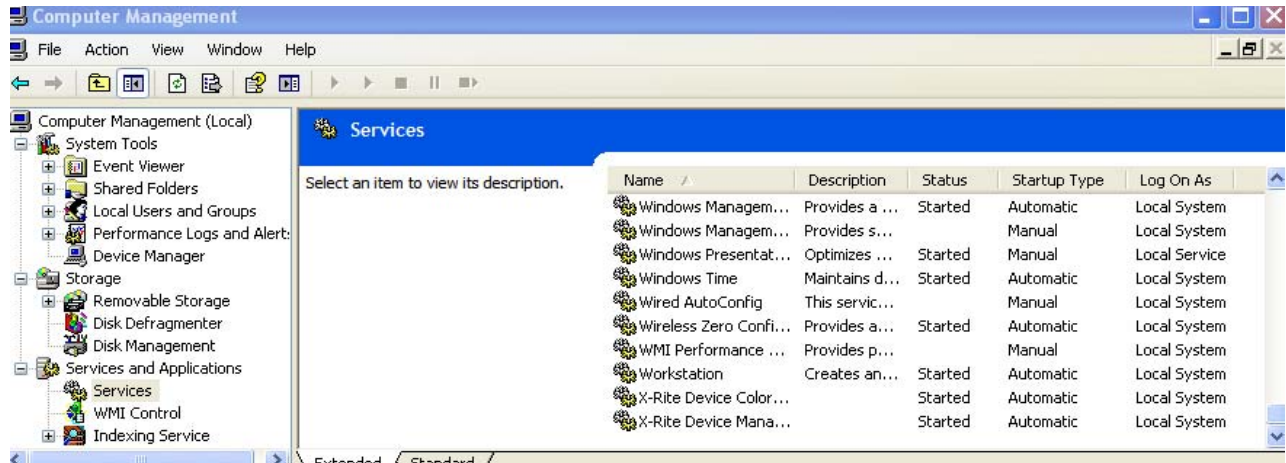 Computer Management
File Action View Window Help
Computer Management (Local)
System Tools
Event Viewer
Shared Folders
Local Users and Groups
Performance Logs and Alert
Device Manager
Storage
Removable Storage
Disk Defragmenter
Disk Management
Services and Applications
Services
WMI Control
Indexing Service
Services
Select an item to view its description.
Name Description Status Startup Type Log On As
Windows Managem... Provides a ... Started Automatic Local System
Windows Managem... Provides s... Manual Local System
Windows Presentat... Optimizes ... Started Manual Local Service
Windows Time Maintains d... Started Automatic Local System
Wired AutoConfig This servic... Manual Local System
Wireless Zero Confi... Provides a... Started Automatic Local System
WMI Performance ... Provides p... Manual Local System
Workstation Creates an... Started Automatic Local System
X-Rite Device Color... Started Automatic Local System
X-Rite Device Mana... Started Automatic Local System
Extended Standard